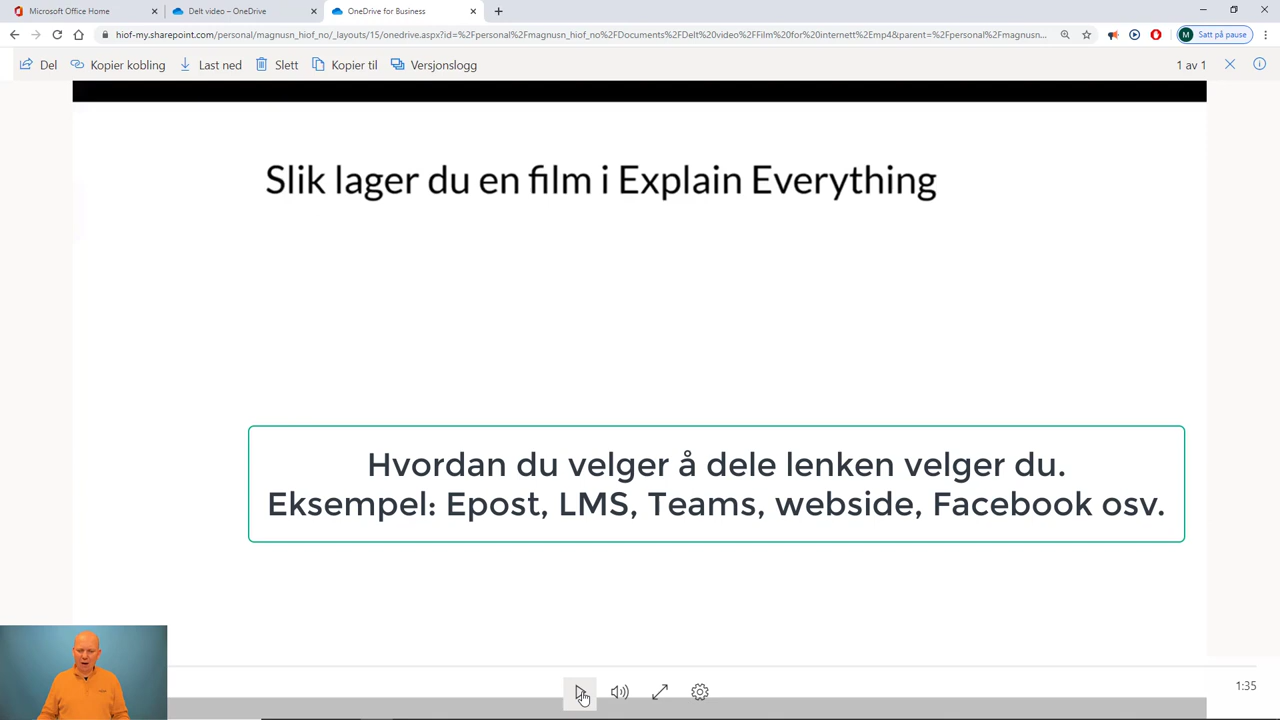 Microsoft Office Home
Delt video – OneDrive
OneDrive for Business
hiof-my.sharepoint.com/personal/magnusn_hiof_no/_layouts/15/onedrive.aspx?id=%2Fpersonal%2Fmagnusn_hiof_no%2FDocuments%2FDelt%20video%2FFilm%20for%20internett%2Emp4&parent=%2Fpersonal%2Fmagnusn...
M Satt på pause
Del Kopier kobling Last ned Slett Kopier til Versjonslogg 1 av 1
Slik lager du en film i Explain Everything
Hvordan du velger å dele lenken velger du.
Eksempel: Epost, LMS, Teams, webside, Facebook osv.
1:35